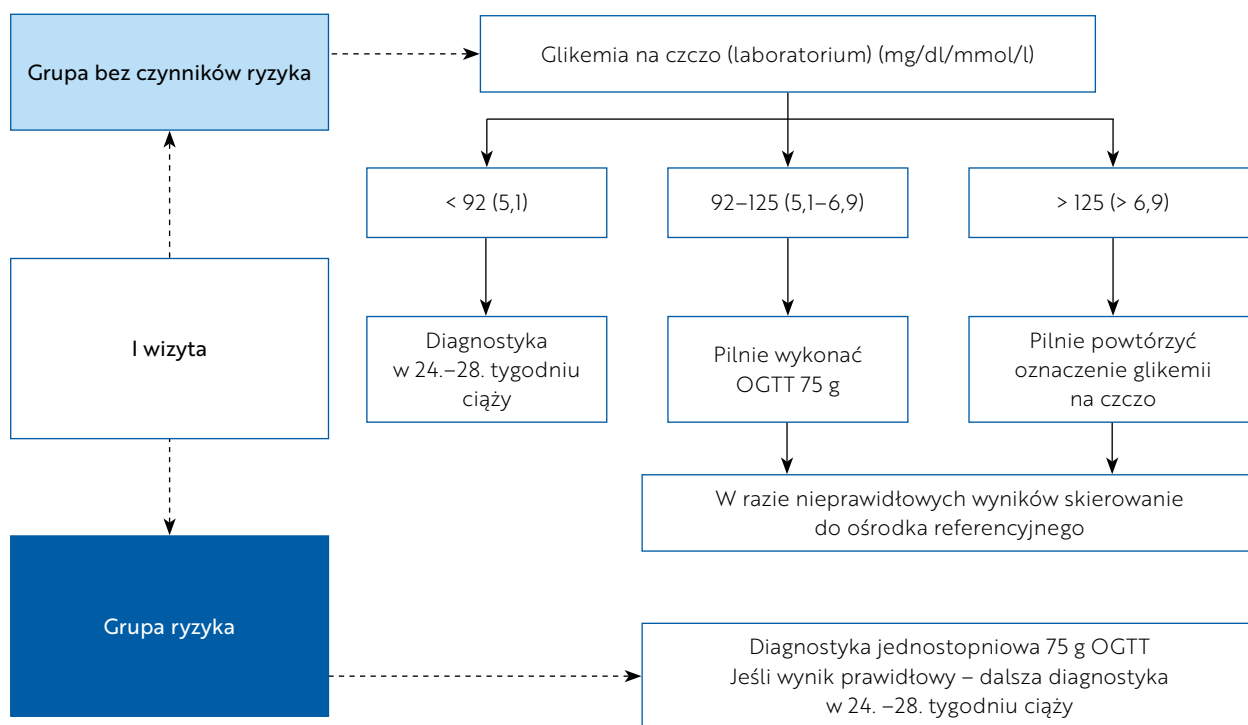 Grupa bez czynników ryzyka
Glikemia na czczo (laboratorium) (mg/dl/mmol/l)
< 92 (5,1)
92–125 (5,1–6,9)
> 125 (> 6,9)
I wizyta
Diagnostyka
w 24.–28. tygodniu
ciąży
Pilnie wykonać
OGTT 75 g
Pilnie powtórzyć
oznaczenie glikemii
na czczo
W razie nieprawidłowych wyników skierowanie
do ośrodka referencyjnego
Grupa ryzyka
Diagnostyka jednostopniowa 75 g OGTT
Jeśli wynik prawidłowy – dalsza diagnostyka
w 24. –28. tygodniu ciąży